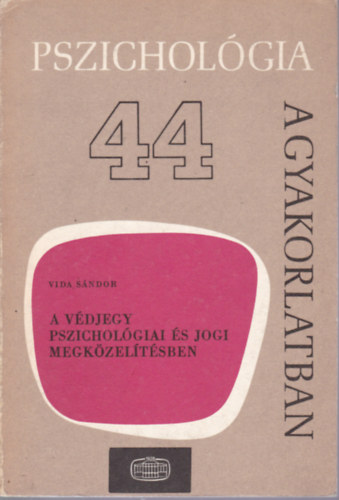 PSZICHOLÓGIA
A GYAKORLATBAN
44
VIDA SÁNDOR
A VÉDJEGY
PSZICHOLÓGIAI ÉS JOGI
MEGKÖZELÍTÉSBEN